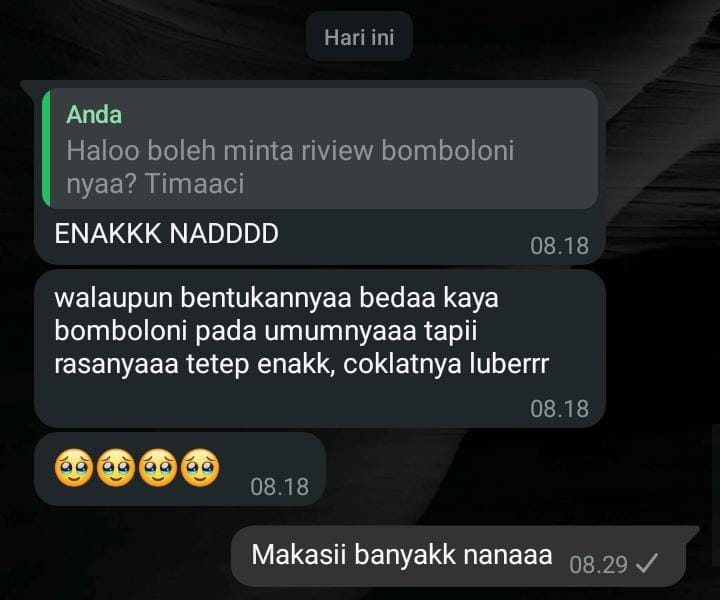 Hari ini
Anda
Haloo boleh minta riview bomboloni
nyaa? Timaaci
ENAKKK NADDDD
08.18
walaupun bentukannyaa bedaa kaya
bomboloni pada umumnyaaa tapii
rasanyaaa tetep enakk, coklatnya luberrr
08.18
🥹🥹🥹🥹 08.18
Makasii banyakk nanaaa 08.29